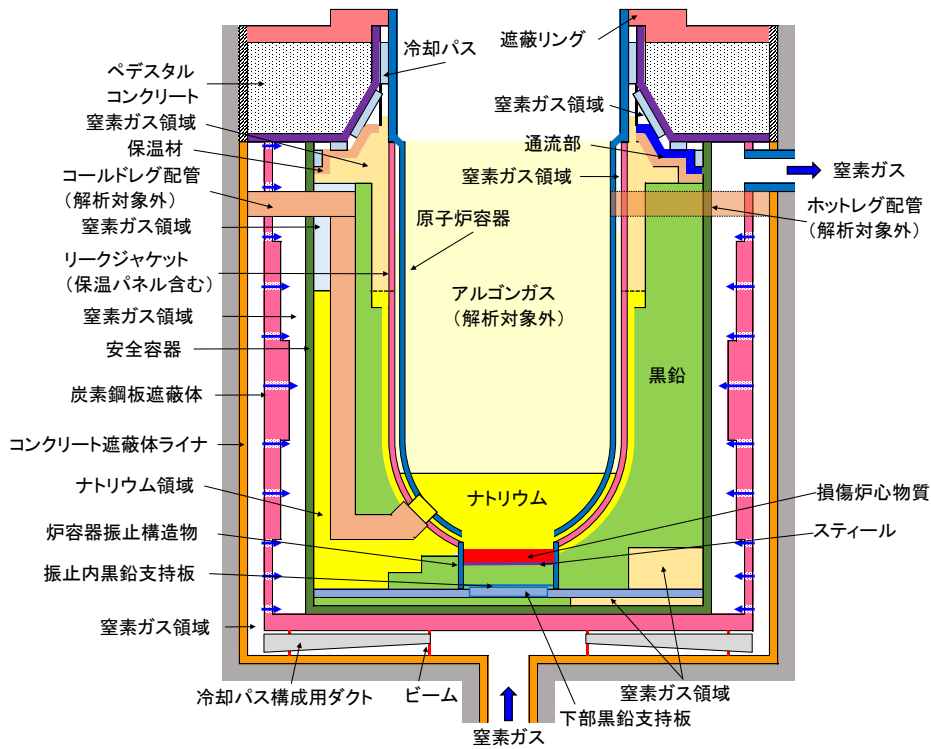 遮蔽リング
冷却パス
ペデスタル
コンクリート
窒素ガス領域
保温材
コールドレグ配管
(解析対象外)
窒素ガス領域
リークジャケット
(保温パネル含む)
窒素ガス領域
安全容器
炭素鋼板遮蔽体
コンクリート遮蔽体ライナ
ナトリウム領域
炉容器振止構造物
振止内黒鉛支持板
窒素ガス領域
冷却パス構成用ダクト
ビーム
窒素ガス
下部黒鉛支持板
窒素ガス領域
原子炉容器
アルゴンガス
(解析対象外)
ナトリウム
窒素ガス領域
通流部
窒素ガス領域
窒素ガス
ホットレグ配管
(解析対象外)
黒鉛
損傷炉心物質
スティール